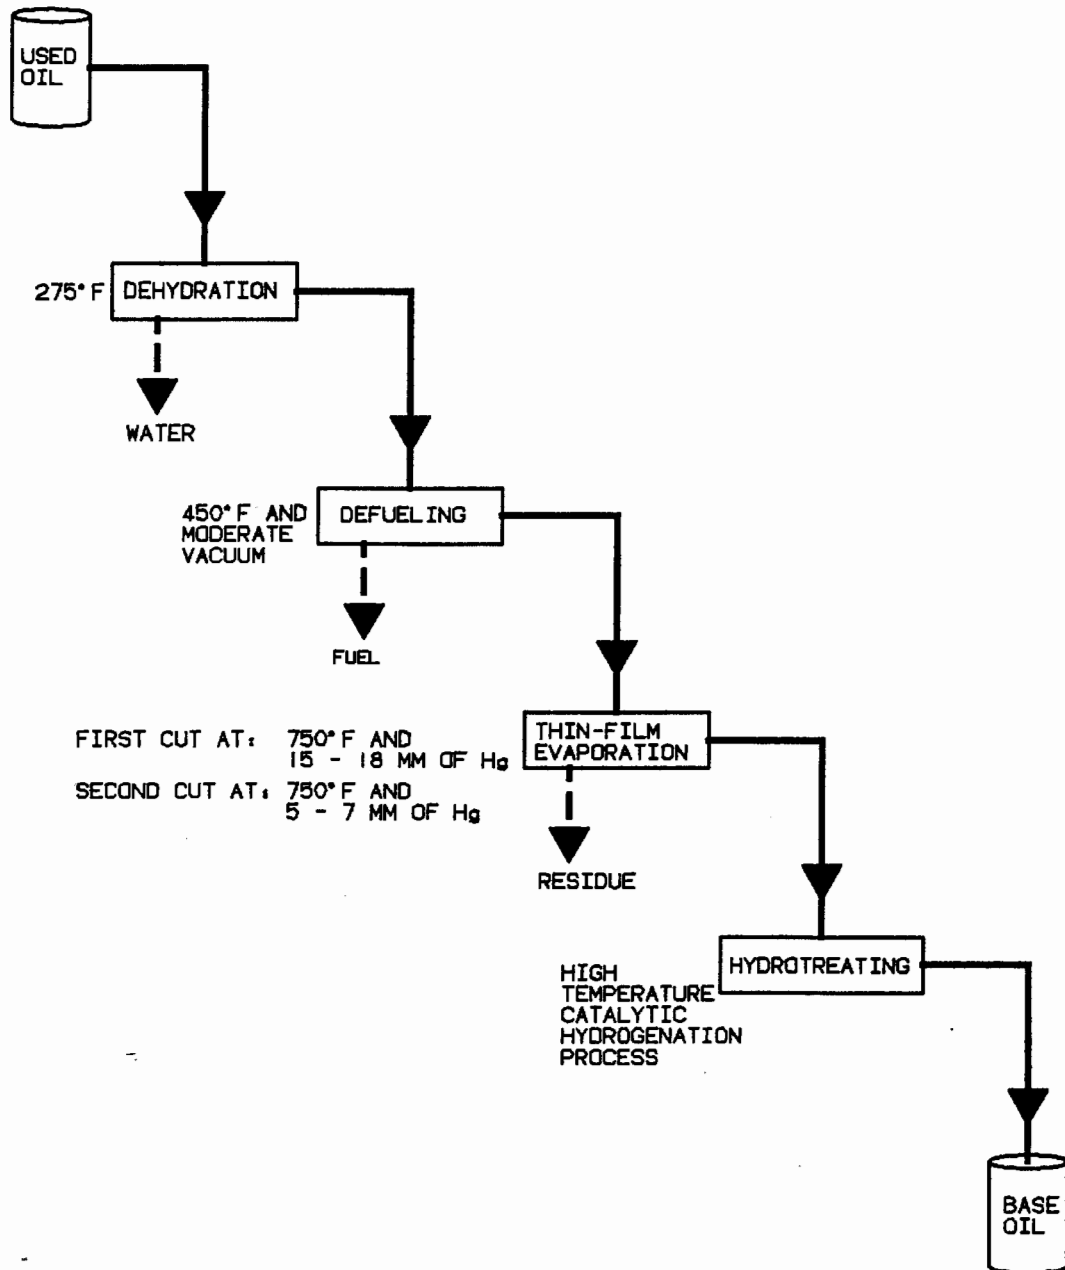 USED
OIL
275°F
DEHYDRATION
WATER
450°F AND
MODERATE
VACUUM
DEFUELING
FUEL
FIRST CUT AT: 750°F AND
15 - 18 MM OF Hg
SECOND CUT AT: 750°F AND
5 - 7 MM OF Hg
THIN-FILM
EVAPORATION
RESIDUE
HYDROTREATING
HIGH
TEMPERATURE
CATALYTIC
HYDROGENATION
PROCESS
BASE
OIL